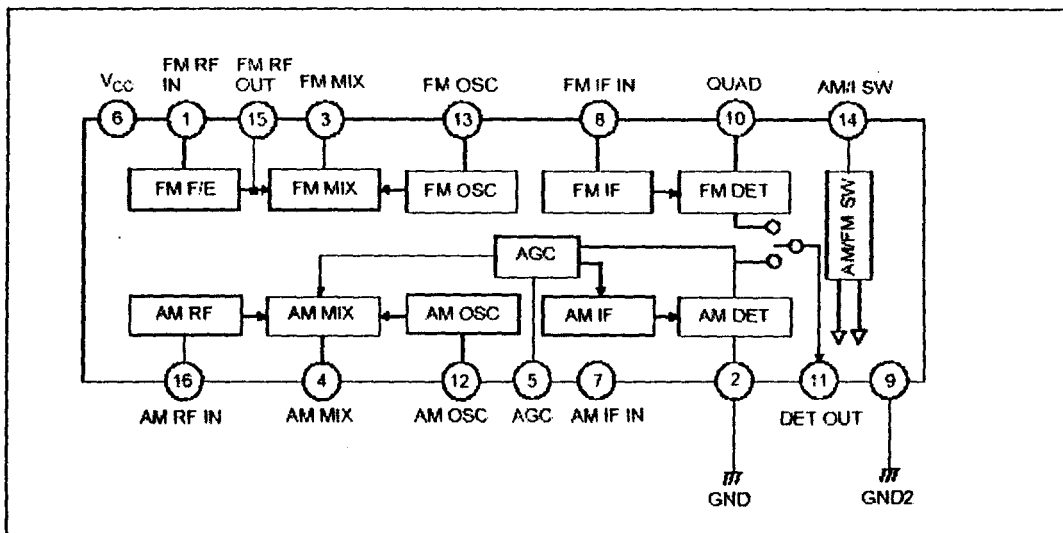 VCC
FM RF IN
FM RF OUT
FM MIX
FM OSC
FM IF IN
QUAD
AM/I SW
6
1
15
3
13
8
10
14
FM F/E
FM MIX
FM OSC
FM IF
FM DET
AM/FM SW
AGC
AM RF
AM MIX
AM OSC
AM IF
AM DET
16
4
12
5
7
2
11
9
AM RF IN
AM MIX
AM OSC
AGC
AM IF IN
DET OUT
GND
GND2